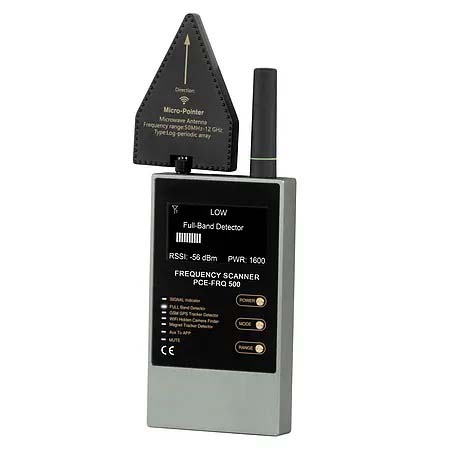 Direction:
Micro-Pointer
Microwave Antenna
Frequency range:50MHz-12 GHz
Type:Log-periodic array
LOW
Full-Band Detector
RSSI: -56 dBm PWR: 1600
FREQUENCY SCANNER
PCE-FRQ 500
SIGNAL Indicator
FULL Band Detector
GSM GPS Tracker Detector
WiFi Hidden Camera Finder
Magnet Tracker Detector
Aux To APP
MUTE
POWER
MODE
RANGE
CE